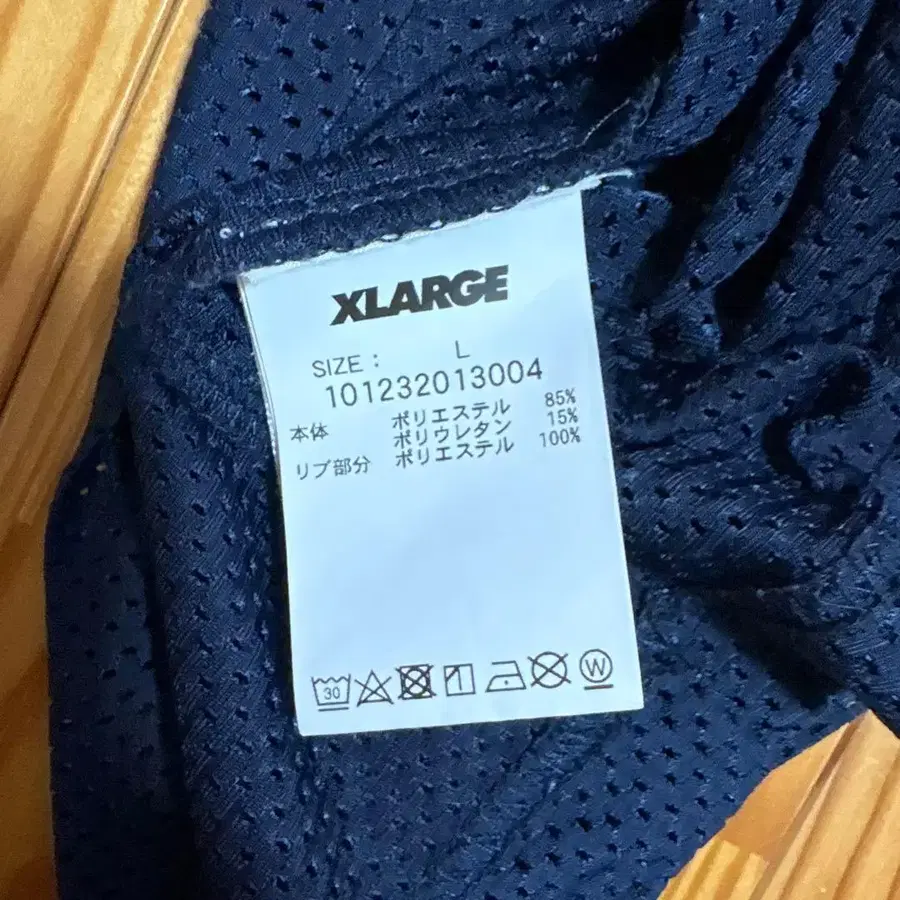 XLARGE
SIZE : L
101232013004
本体 ポリエステル 85%
ポリウレタン 15%
リブ部分 ポリエステル 100%
30
W